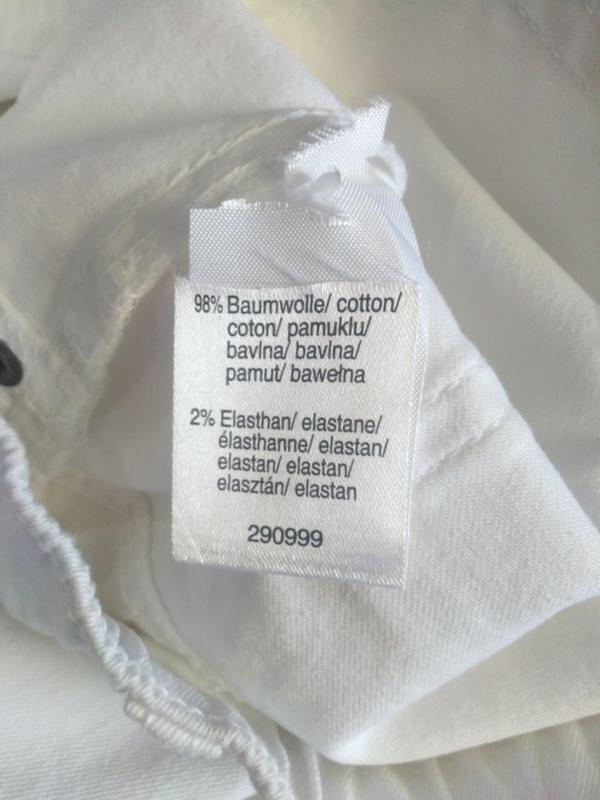 98% Baumwolle/ cotton/
coton/ pamuklu/
bavlna/ bavlna/
pamut/ bawełna
2% Elasthan/ elastane/
élasthanne/ elastan/
elastan/ elastan/
elasztán/ elastan
290999